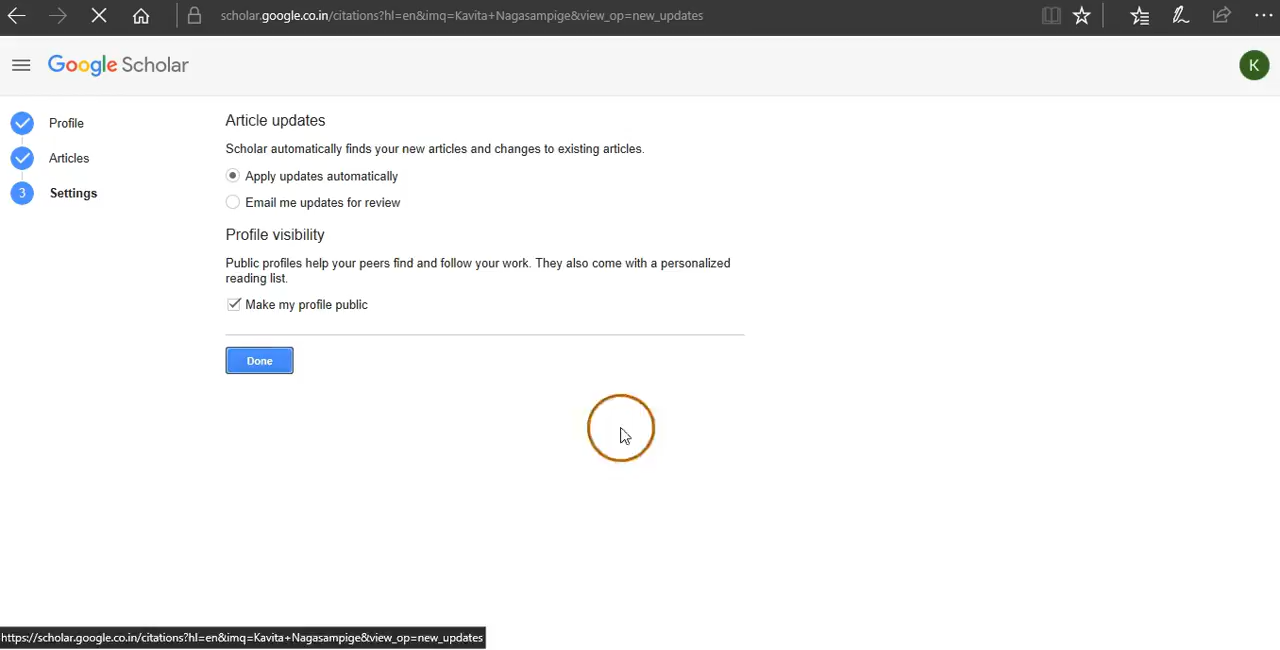 scholar.google.co.in/citations?hl=en&imq=Kavita+Nagasampige&view_op=new_updates
Google Scholar
K
Profile
Articles
3 Settings
Article updates
Scholar automatically finds your new articles and changes to existing articles.
Apply updates automatically
Email me updates for review
Profile visibility
Public profiles help your peers find and follow your work. They also come with a personalized
reading list.
Make my profile public
Done
https://scholar.google.co.in/citations?hl=en&imq=Kavita+Nagasampige&view_op=new_updates